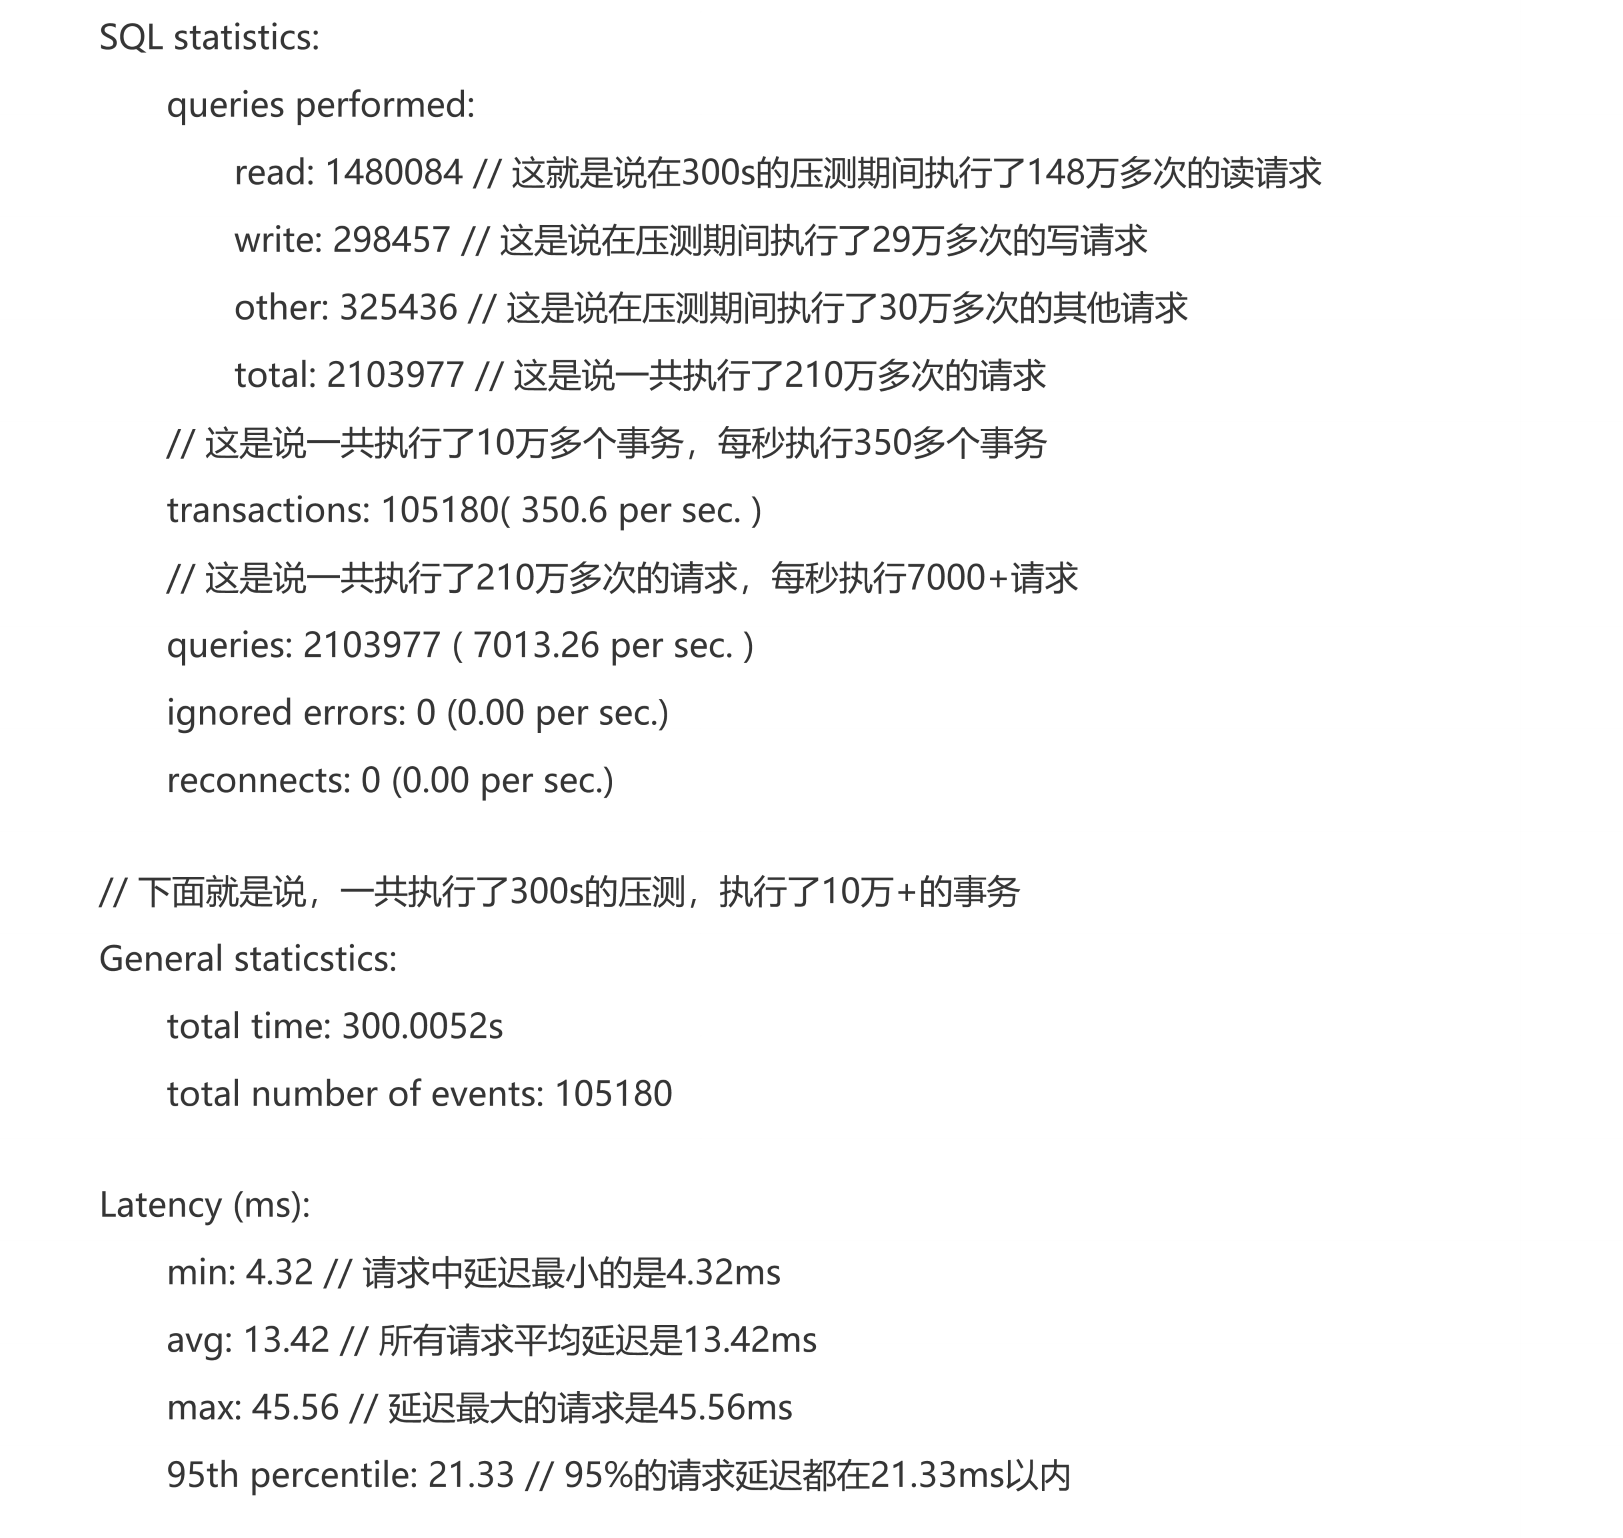 SQL statistics:
queries performed:
read: 1480084 // 这就是说在300s的压测期间执行了148万多次的读请求
write: 298457 // 这是说在压测期间执行了29万多次的写请求
other: 325436 // 这是说在压测期间执行了30万多次的其他请求
total: 2103977 // 这是说一共执行了210万多次的请求
// 这是说一共执行了10万多个事务，每秒执行350多个事务
transactions: 105180( 350.6 per sec. )
// 这是说一共执行了210万多次的请求，每秒执行7000+请求
queries: 2103977 ( 7013.26 per sec. )
ignored errors: 0 (0.00 per sec.)
reconnects: 0 (0.00 per sec.)
// 下面就是说，一共执行了300s的压测，执行了10万+的事务
General staticstics:
total time: 300.0052s
total number of events: 105180
Latency (ms):
min: 4.32 // 请求中延迟最小的是4.32ms
avg: 13.42 // 所有请求平均延迟是13.42ms
max: 45.56 // 延迟最大的请求是45.56ms
95th percentile: 21.33 // 95%的请求延迟都在21.33ms以内